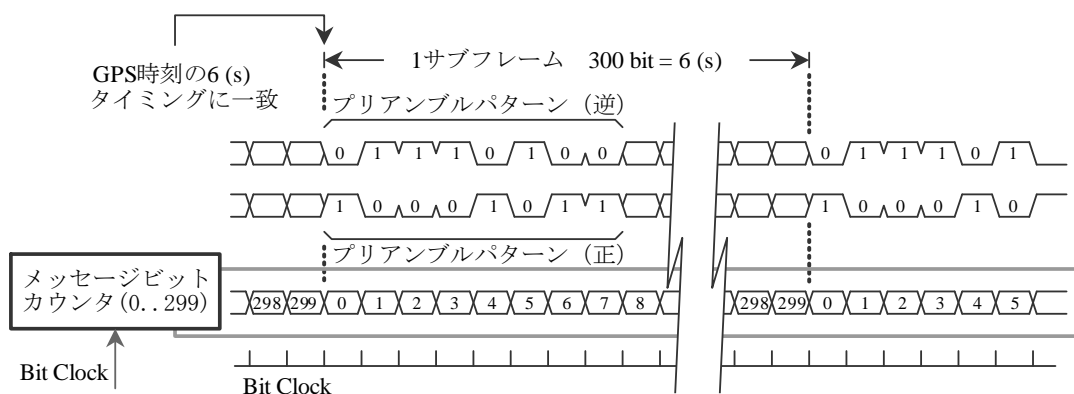 1サブフレーム 300 bit = 6 (s)
GPS時刻の6 (s)
タイミングに一致
プリアンブルパターン (逆)
0 1 1 1 0 1 0 0 0 1 1 1 0 1
1 0 0 0 1 0 1 1 1 0 0 0 1 0
プリアンブルパターン (正)
メッセージビット
カウンタ(0..299)
298 299 0 1 2 3 4 5 6 7 8 298 299 0 1 2 3 4 5
Bit Clock
Bit Clock